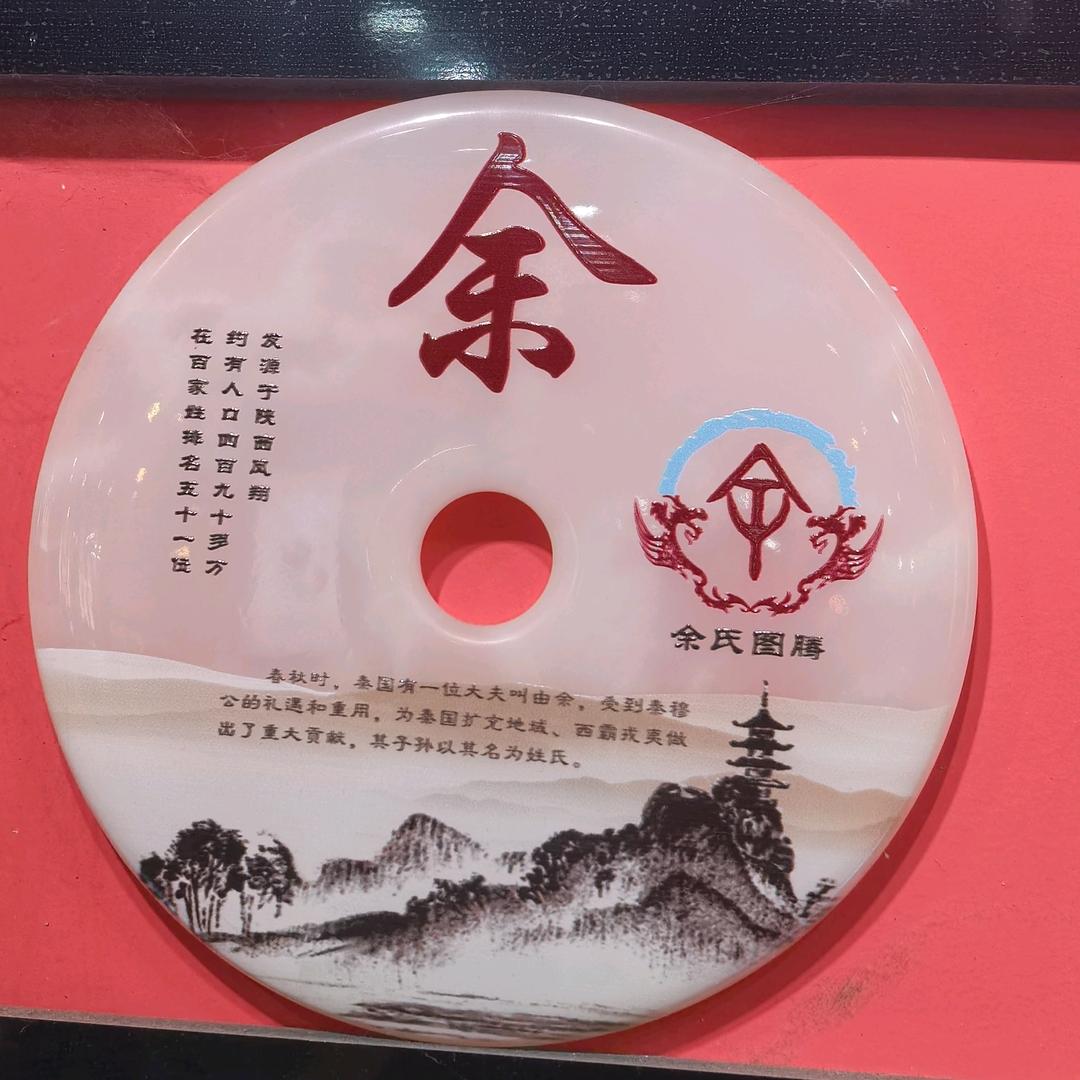 余
发源于陕西凤翔
约有人口四百九十多万
在百家姓排名五十一位
余氏图腾
春秋时，秦国有一位大夫叫由余，受到秦穆
公的礼遇和重用，为秦国扩充地域、西霸戎夷做
出了重大贡献，其子孙以其名为姓氏。